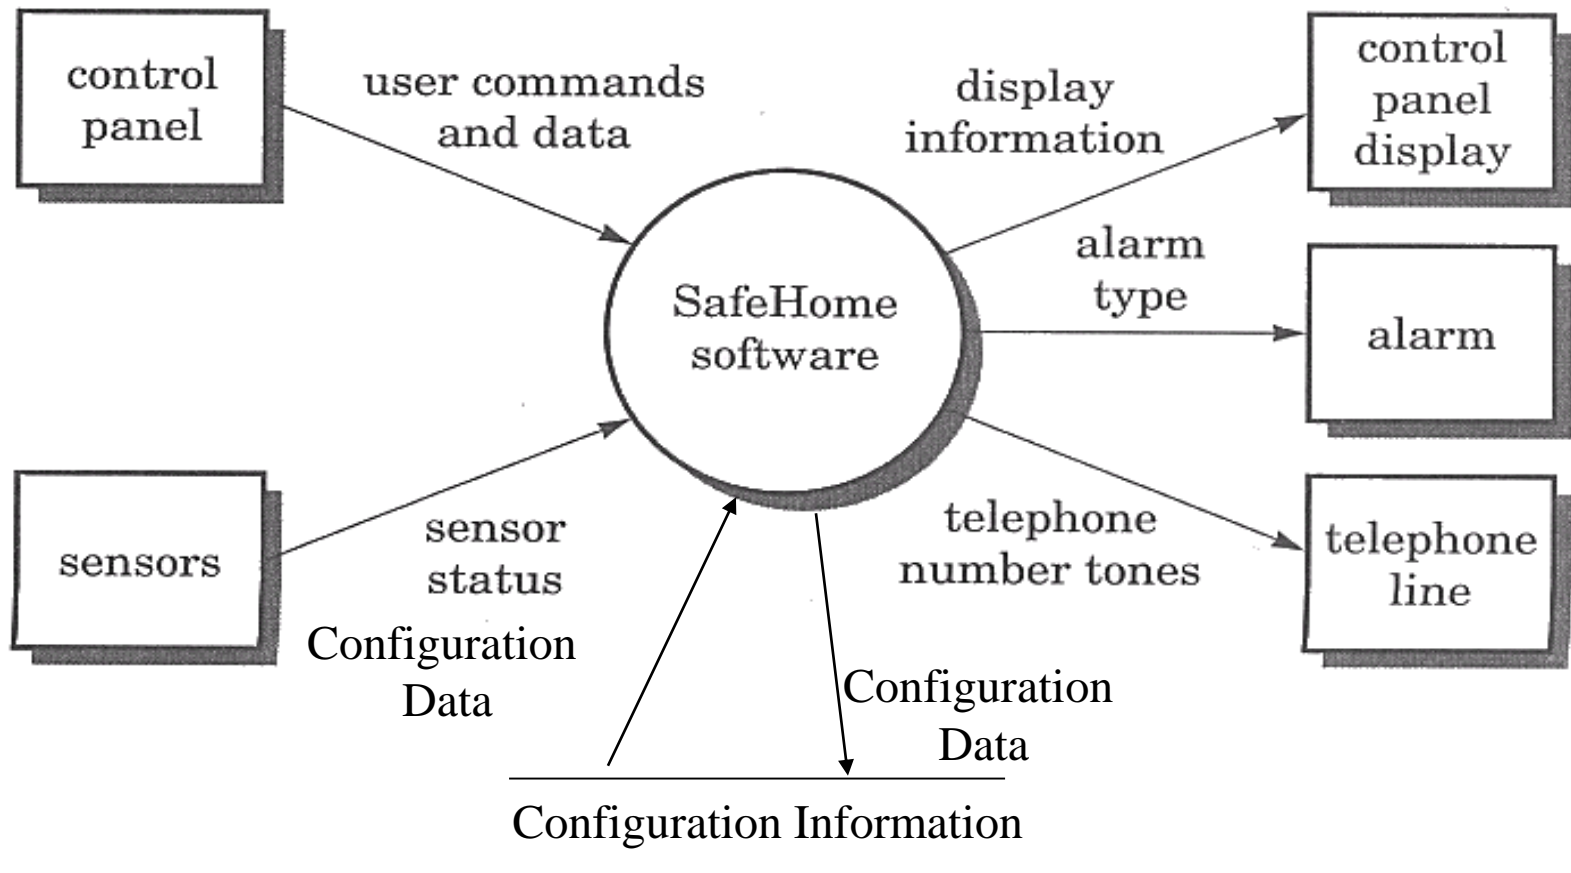 control
panel
user commands
and data
display
information
control
panel
display
SafeHome
software
alarm
type
alarm
sensors
sensor
status
telephone
number tones
telephone
line
Configuration
Data
Configuration
Data
Configuration Information